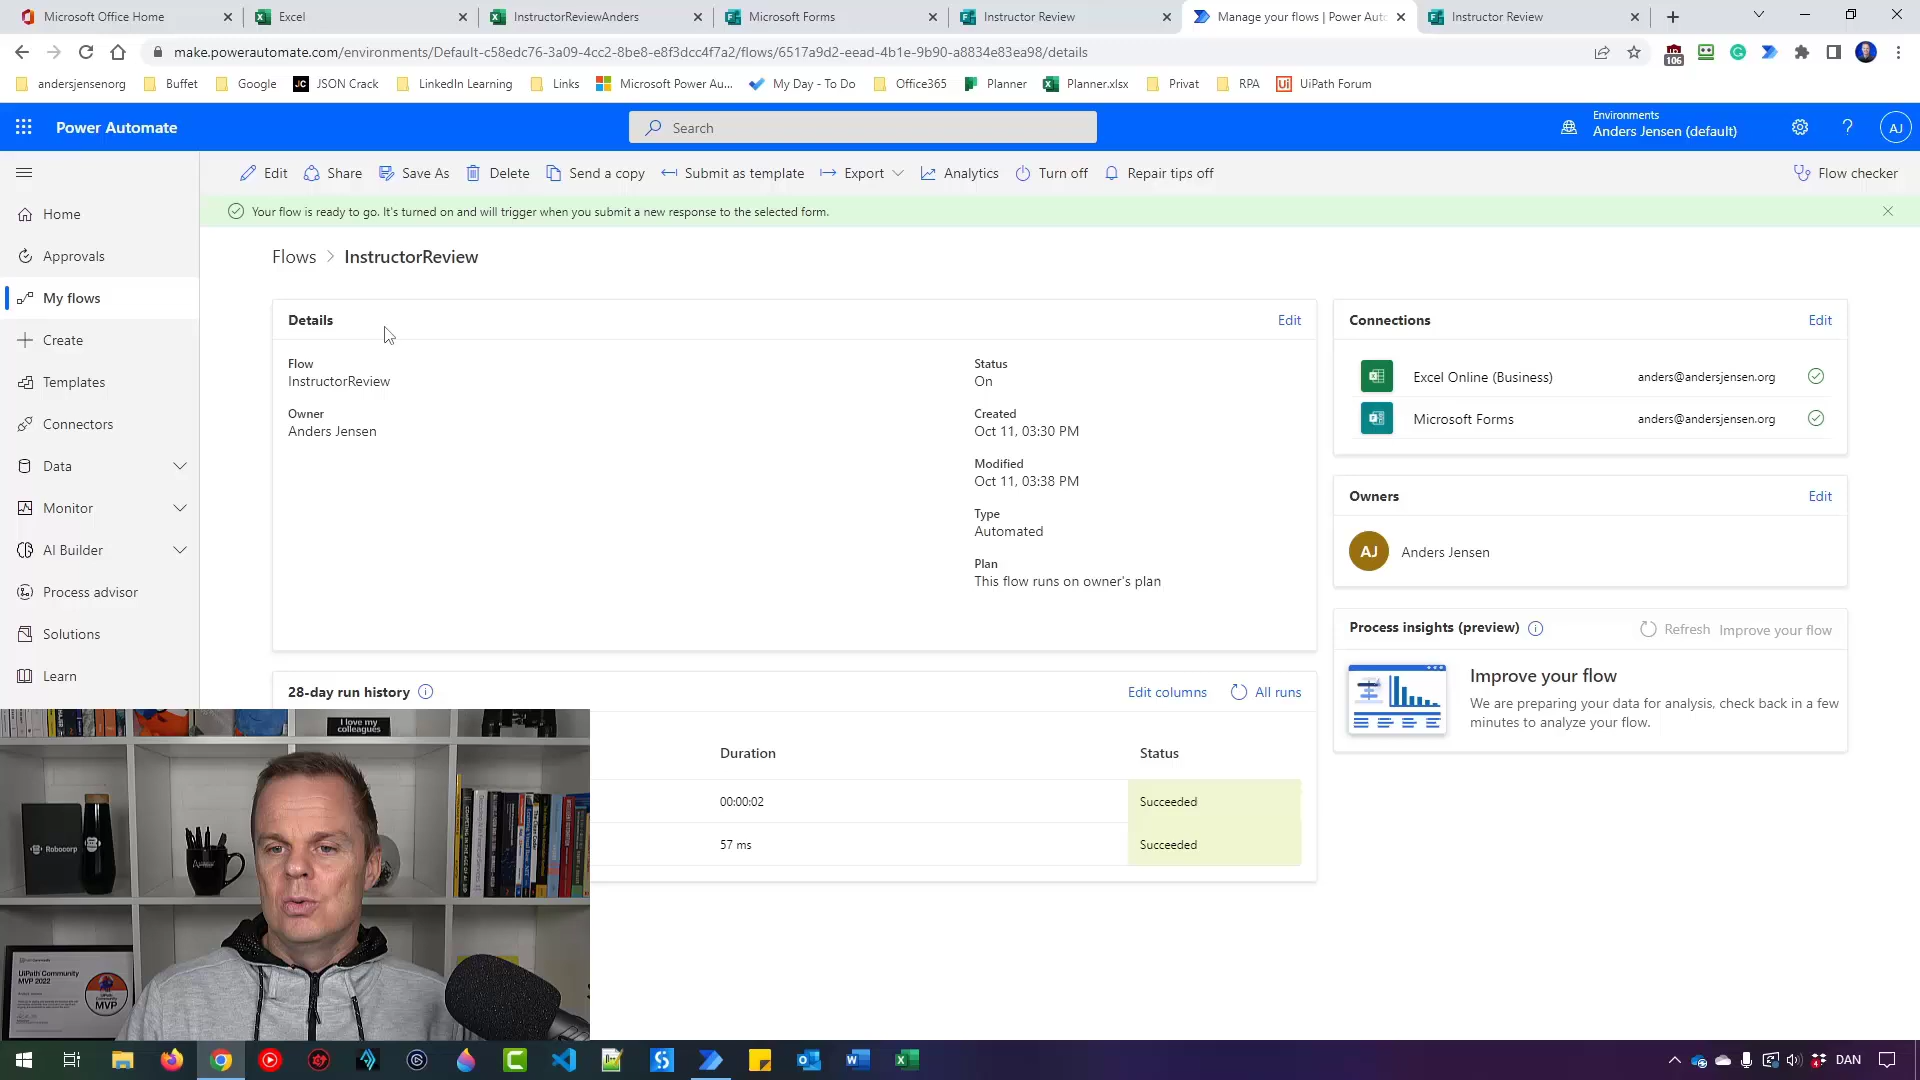 Microsoft Office Home
Excel
InstructorReviewAnders
Microsoft Forms
Instructor Review
Manage your flows | Power Auto
Instructor Review
make.powerautomate.com/environments/Default-c58edc76-3a09-4cc2-8be8-e8f3dcc4f7a2/flows/6517a9d2-eead-4b1e-9b90-a8834e83ea98/details
106
andersjensenorg
Buffet
Google
JC
JSON Crack
LinkedIn Learning
Links
Microsoft Power Au...
My Day - To Do
Office365
Planner
Planner.xlsx
Privat
RPA
Ui
UiPath Forum
Power Automate
Search
Environments
Anders Jensen (default)
AJ
Edit
Share
Save As
Delete
Send a copy
Submit as template
Export
Analytics
Turn off
Repair tips off
Flow checker
Your flow is ready to go. It's turned on and will trigger when you submit a new response to the selected form.
Home
Approvals
My flows
Create
Templates
Connectors
Data
Monitor
AI Builder
Process advisor
Solutions
Learn
Flows > InstructorReview
Details
Edit
Flow
InstructorReview
Owner
Anders Jensen
Status
On
Created
Oct 11, 03:30 PM
Modified
Oct 11, 03:38 PM
Type
Automated
Plan
This flow runs on owner's plan
Connections
Edit
Excel Online (Business)
anders@andersjensen.org
Microsoft Forms
anders@andersjensen.org
Owners
Edit
AJ
Anders Jensen
Process insights (preview)
Refresh
Improve your flow
Improve your flow
We are preparing your data for analysis, check back in a few
minutes to analyze your flow.
28-day run history
Edit columns
All runs
Duration
Status
00:00:02
Succeeded
57 ms
Succeeded
I love my
colleagues
Robocorp
UiPath Community
MVP 2022
MVP
DAN